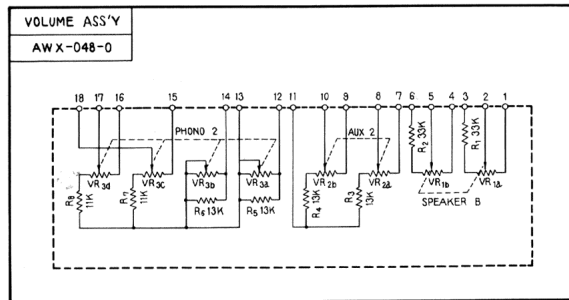 VOLUME ASS'Y
AWX-048-0
18 17 16 15 14 13 12 11 10 9 8 7 6 5 4 3 2 1
PHONO 2
AUX 2
R2 33K
R1 33K
VR3d
VR3c
VR3b
VR3a
VR2b
VR2a
VR1b
VR1a
R8 11K
R7 11K
R6 13K
R5 13K
R4 13K
R3 13K
SPEAKER B